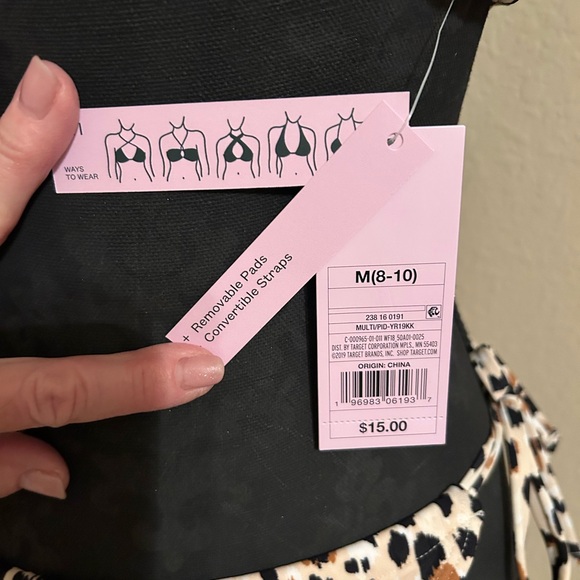 WAYS
TO WEAR
+ Removable Pads
Convertible Straps
M(8-10)
238 16 0191
MULTI/PID-YR19KK
C-000965-01-011 WF18_SDA01-0025
DIST. BY TARGET CORPORATION MPLS., MN 55403
©2019 TARGET BRANDS, INC. SHOP TARGET.COM
ORIGIN: CHINA
1 96983 06193 7
$15.00